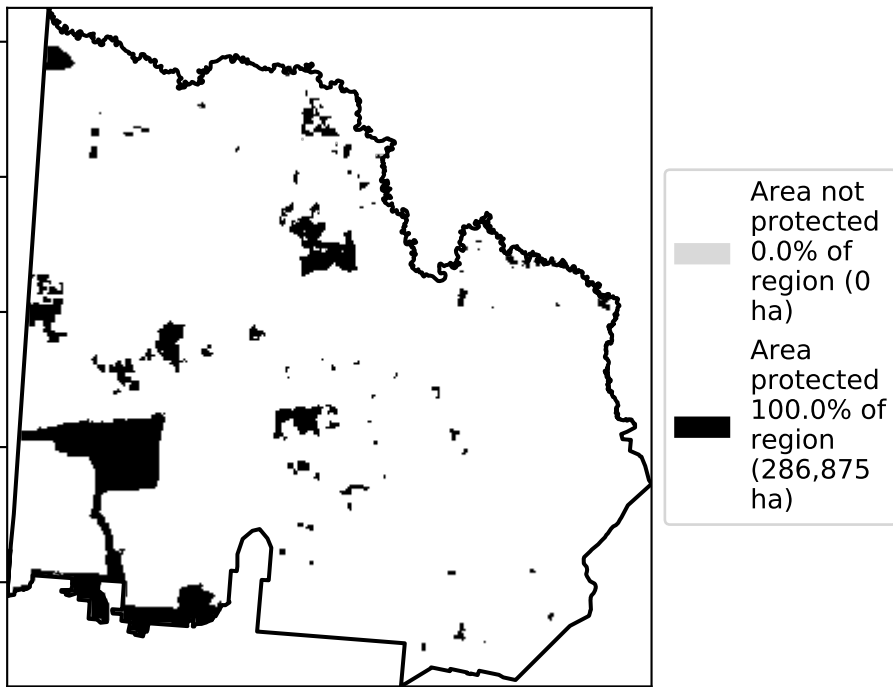 Area not
protected
0.0% of
region (0
ha)
Area
protected
100.0% of
region
(286,875
ha)